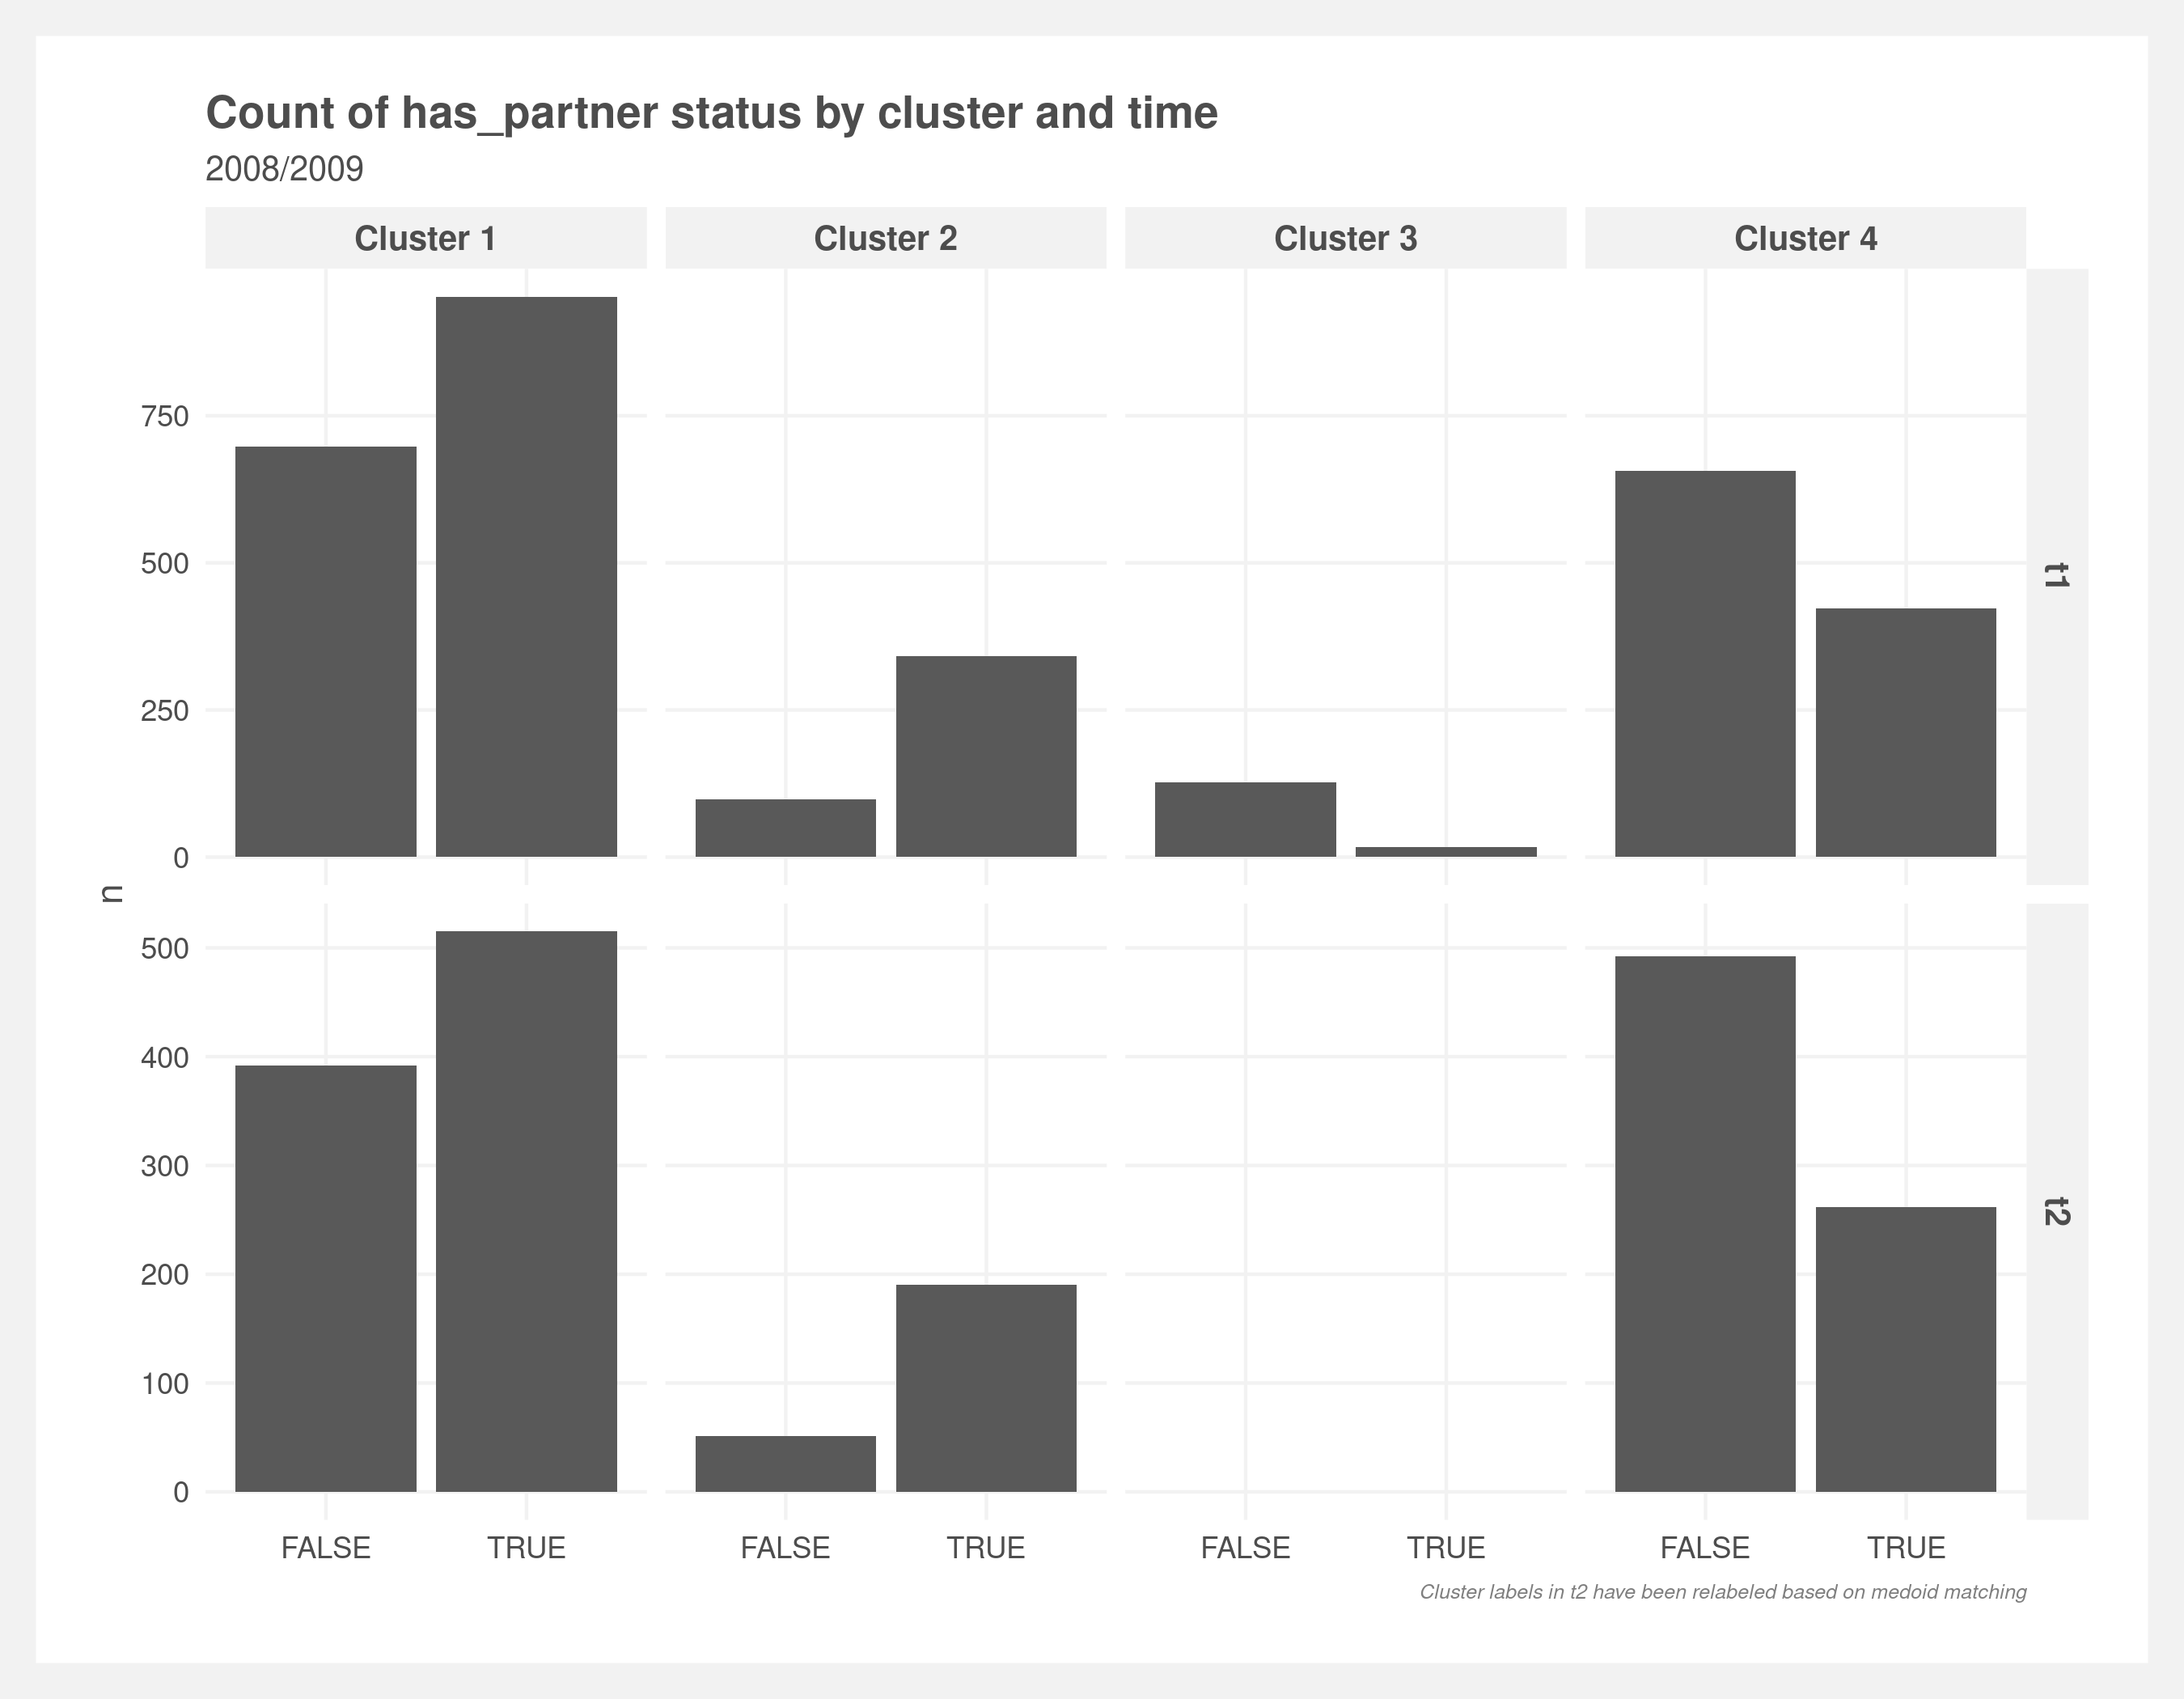 Count of has_partner status by cluster and time
2008/2009
Cluster 1 Cluster 2 Cluster 3 Cluster 4
750
500
250
0
t1
n
500
400
300
200
100
0
t2
FALSE TRUE FALSE TRUE FALSE TRUE FALSE TRUE
Cluster labels in t2 have been relabeled based on medoid matching